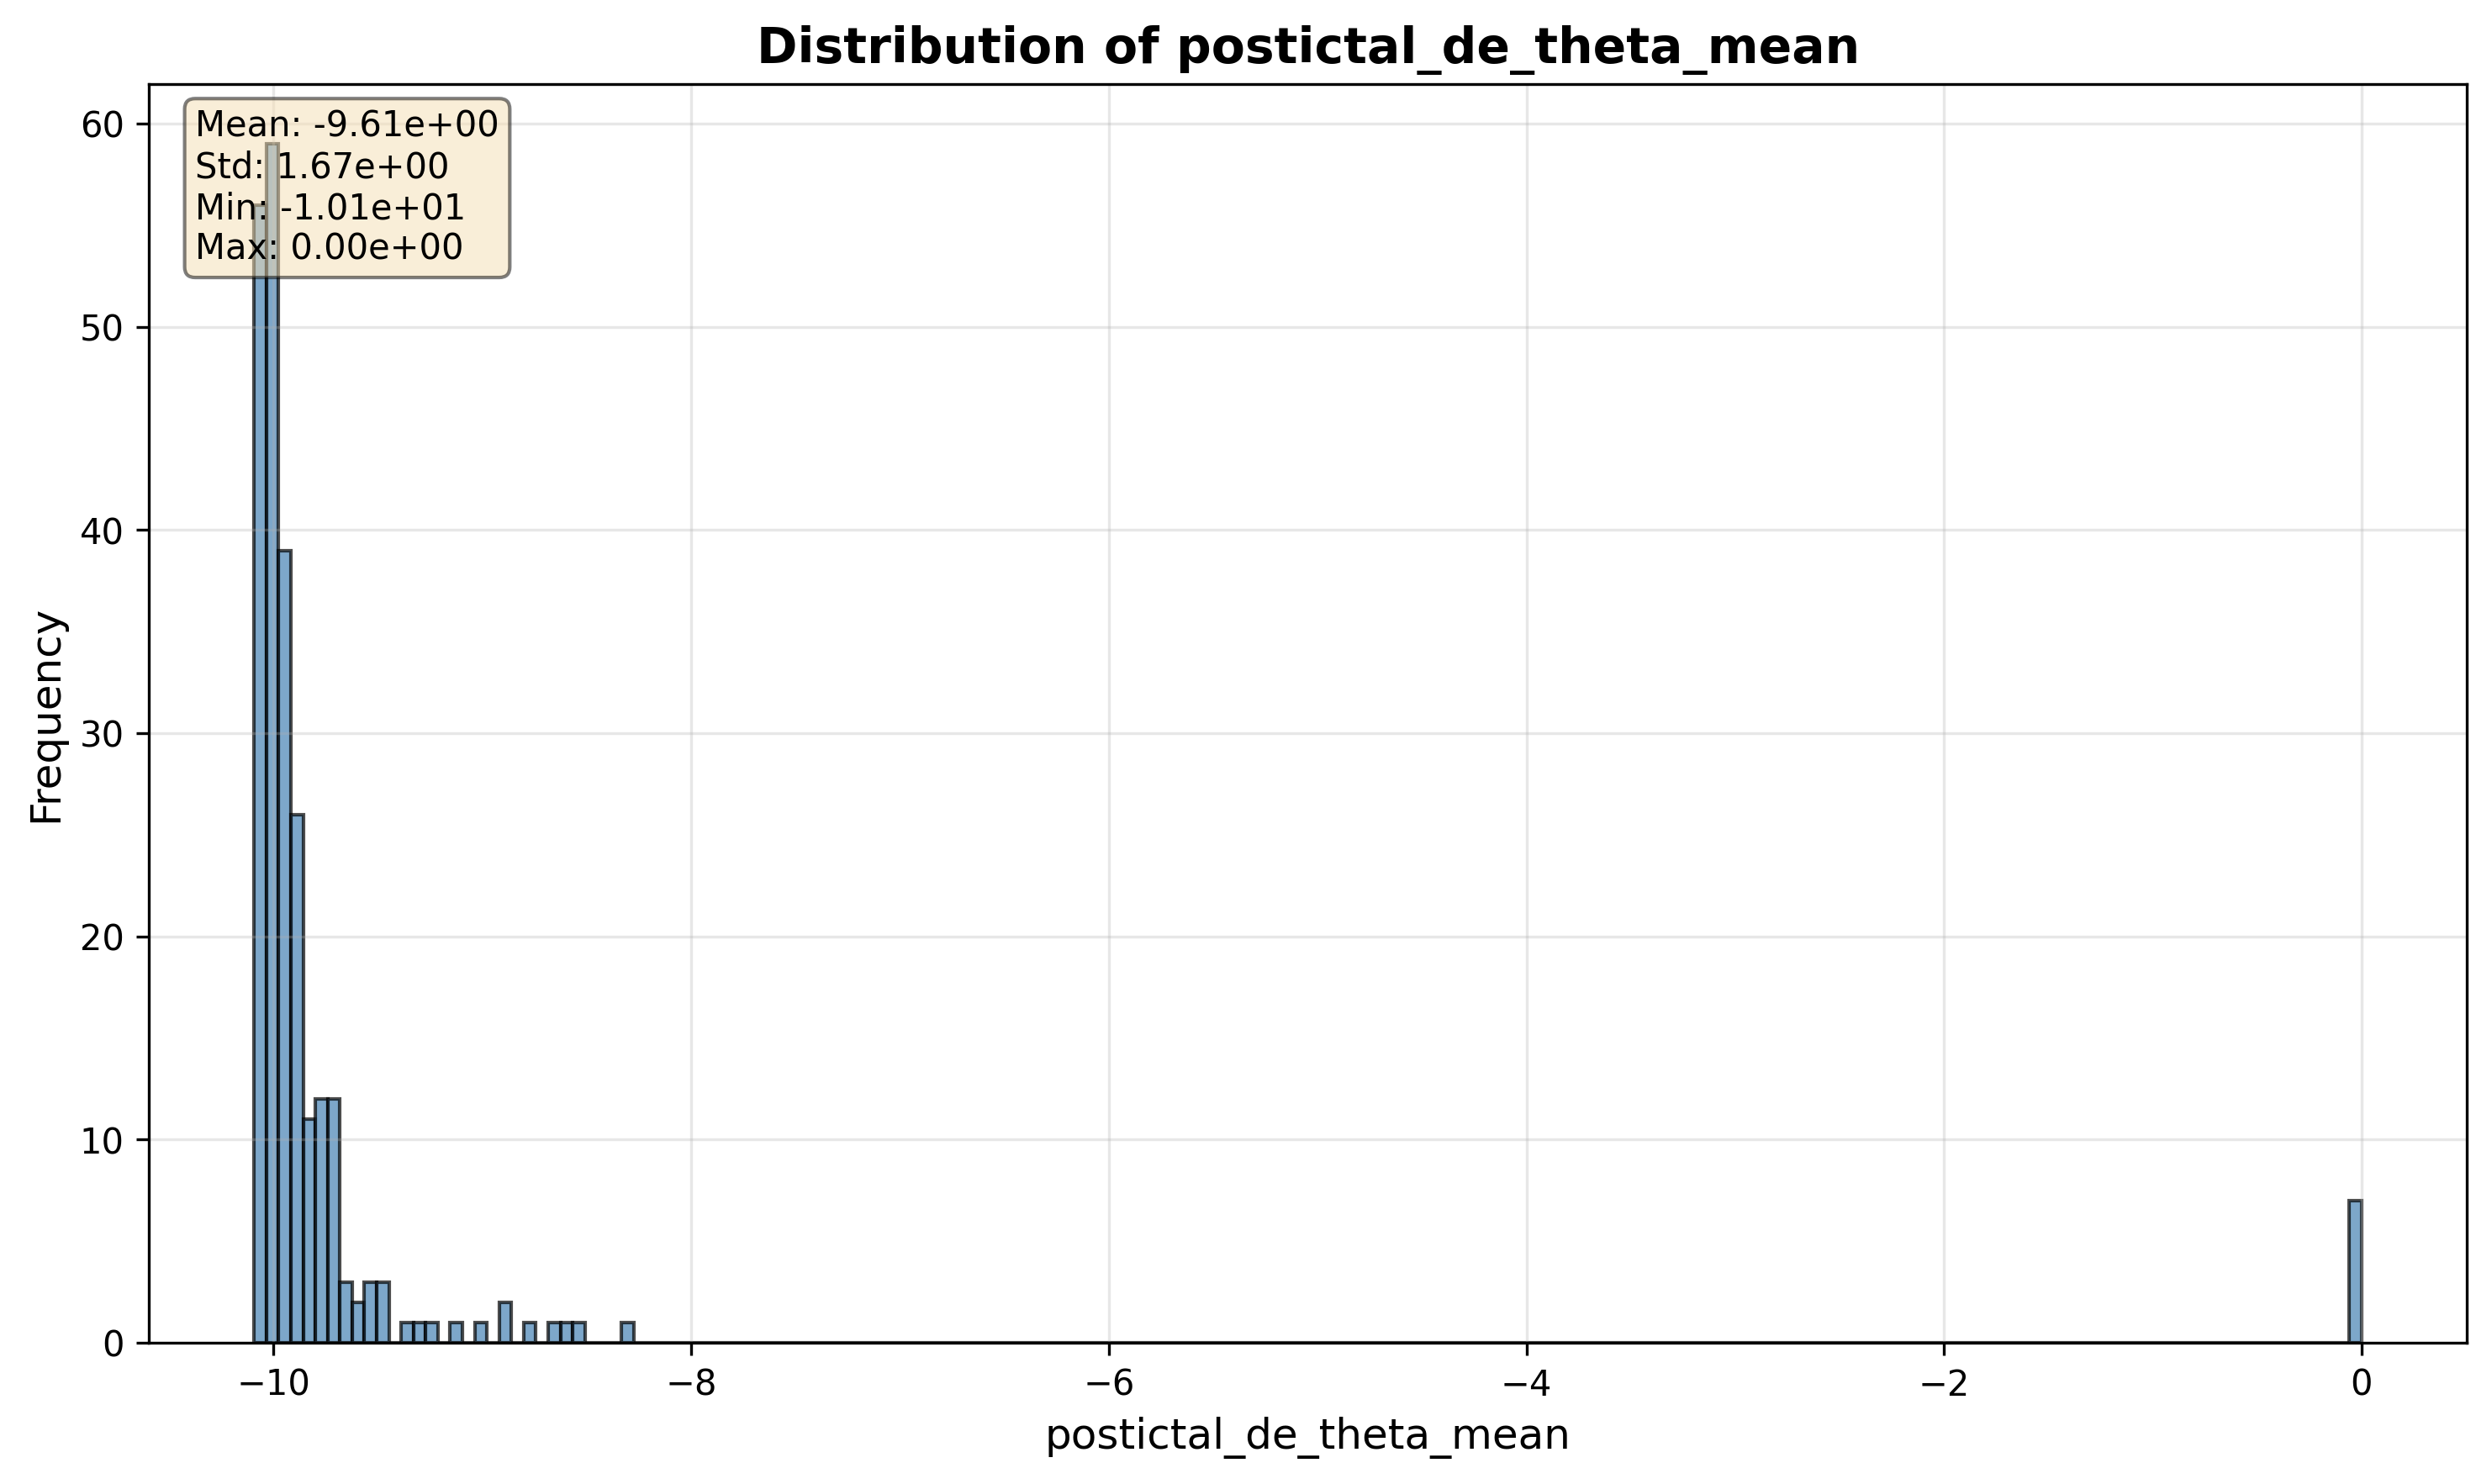 Distribution of postictal_de_theta_mean
Mean: -9.61e+00
Std: 1.67e+00
Min: -1.01e+01
Max: 0.00e+00
60
50
40
30
20
10
0
Frequency
−10
−8
−6
−4
−2
0
postictal_de_theta_mean